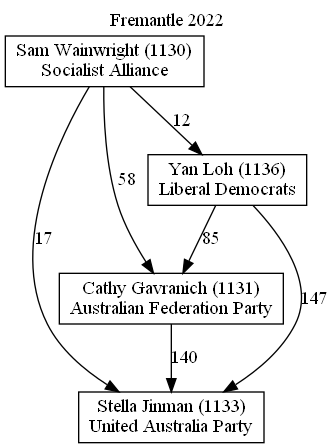 Fremantle 2022
Sam Wainwright (1130)
Socialist Alliance
12
Yan Loh (1136)
Liberal Democrats
58
17
85
Cathy Gavranich (1131)
Australian Federation Party
147
140
Stella Jinman (1133)
United Australia Party